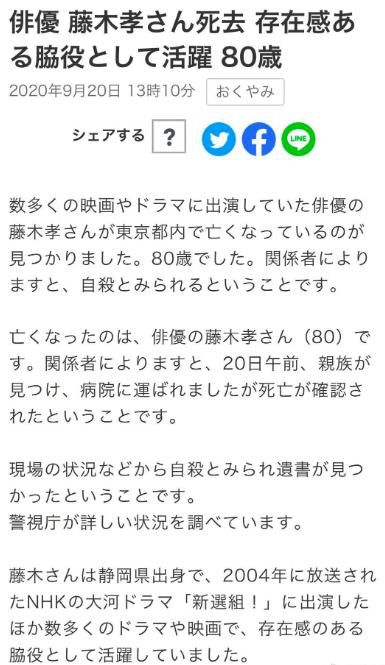 俳優 藤木孝さん死去 存在感あ
る脇役として活躍 80歳
2020年9月20日 13時10分
おくやみ
シェアする
?
LINE
数多くの映画やドラマに出演していた俳優の
藤木孝さんが東京都内で亡くなっているのが
見つかりました。80歳でした。関係者により
ますと、自殺とみられるということです。
亡くなったのは、俳優の藤木孝さん（80）で
す。関係者によりますと、20日午前、親族が
見つけ、病院に運ばれましたが死亡が確認さ
れたということです。
現場の状況などから自殺とみられ遺書が見つ
かったということです。
警視庁が詳しい状況を調べています。
藤木さんは静岡県出身で、2004年に放送され
たNHKの大河ドラマ「新選組！」に出演した
ほか数多くのドラマや映画で、存在感のある
脇役として活躍していました。